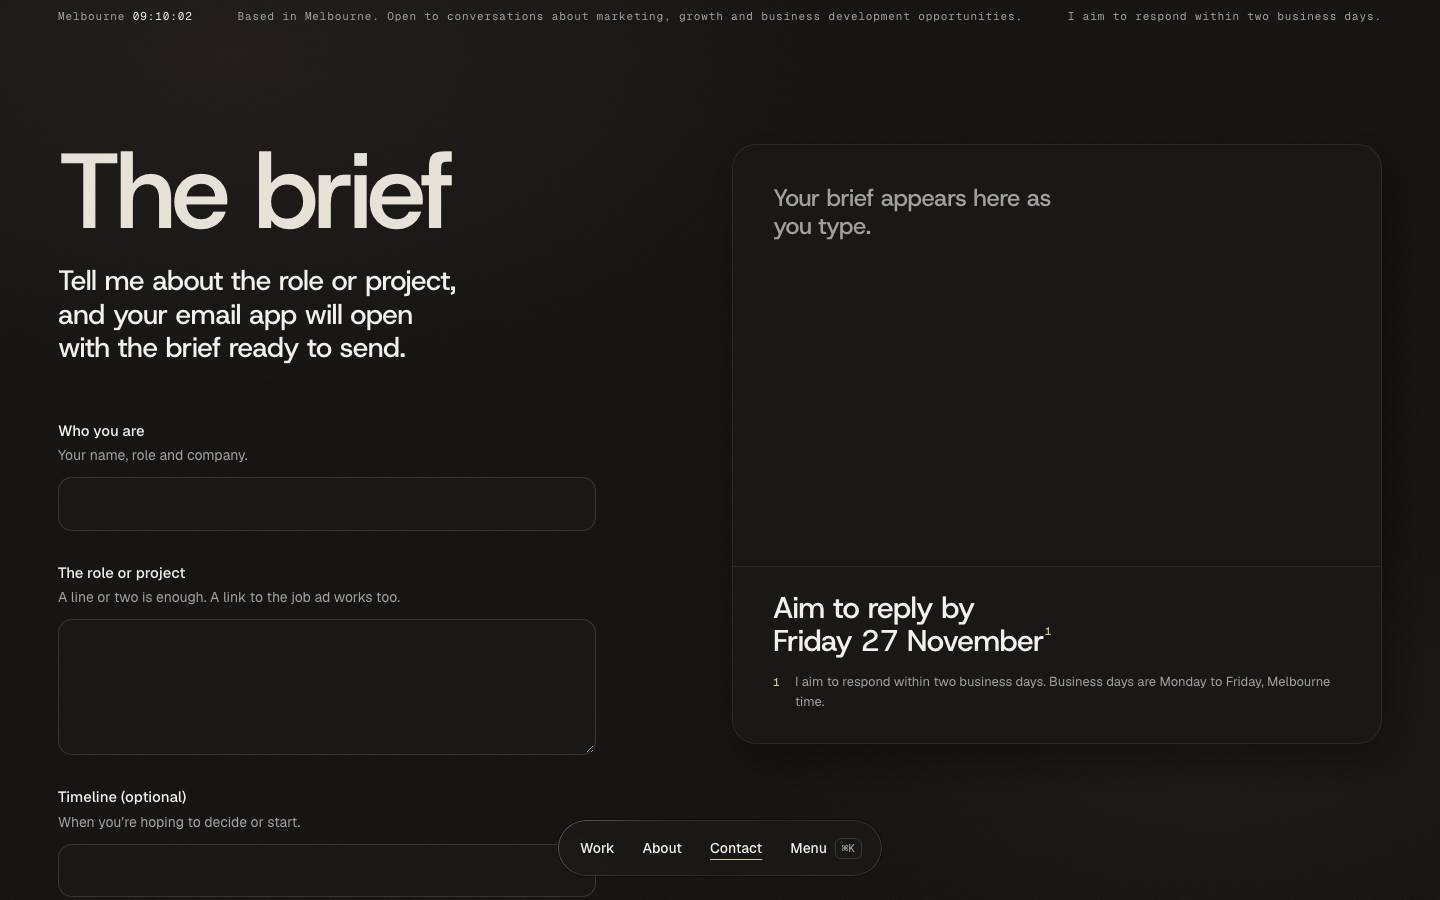 Melbourne 09:10:02
Based in Melbourne. Open to conversations about marketing, growth and business development opportunities.
I aim to respond within two business days.
The brief
Tell me about the role or project,
and your email app will open
with the brief ready to send.
Who you are
Your name, role and company.
The role or project
A line or two is enough. A link to the job ad works too.
Timeline (optional)
When you’re hoping to decide or start.
Your brief appears here as
you type.
Aim to reply by
Friday 27 November1
1 I aim to respond within two business days. Business days are Monday to Friday, Melbourne
time.
Work About Contact Menu ⌘K